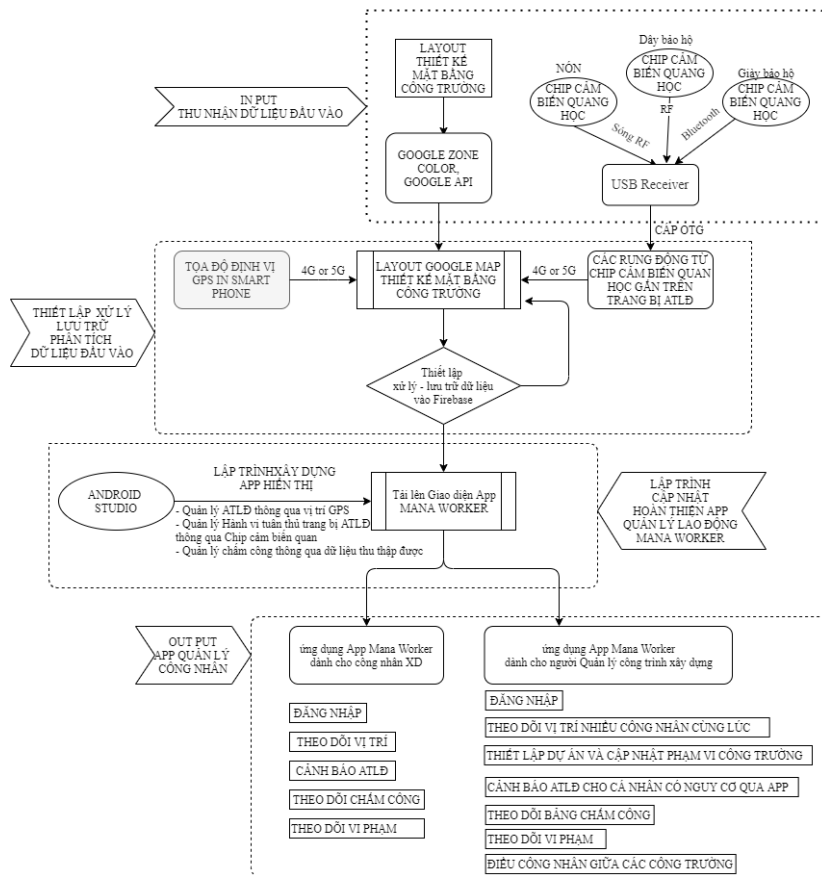 IN PUT
THU NHẬN DỮ LIỆU ĐẦU VÀO
LAYOUT
THIẾT KẾ
MẶT BẰNG
CÔNG TRƯỜNG
GOOGLE ZONE
COLOR,
GOOGLE API
NÓN
CHIP CẢM
BIẾN QUANG
HỌC
Dây bảo hộ
CHIP CẢM
BIẾN QUANG
HỌC
Giày bảo hộ
CHIP CẢM
BIẾN QUANG
HỌC
Sóng RF
RF
Bluetooth
USB Receiver
CÁP OTG
THIẾT LẬP XỬ LÝ
LƯU TRỮ
PHÂN TÍCH
DỮ LIỆU ĐẦU VÀO
TỌA ĐỘ ĐỊNH VỊ
GPS IN SMART
PHONE
4G or 5G
LAYOUT GOOGLE MAP
THIẾT KẾ MẶT BẰNG
CÔNG TRƯỜNG
4G or 5G
CÁC RUNG ĐỘNG TỪ
CHIP CẢM BIẾN QUAN
HỌC GẮN TRÊN
TRANG BỊ ATLĐ
Thiết lập
xử lý - lưu trữ dữ liệu
vào Firebase
ANDROID
STUDIO
LẬP TRÌNHXÂY DỰNG
APP HIỂN THỊ
- Quản lý ATLĐ thông qua vị trí GPS
- Quản lý Hành vi tuân thủ trang bị ATLĐ
thông qua Chip cảm biến quan
- Quản lý chấm công thông qua dữ liệu thu thập được
Tải lên Giao diện App
MANA WORKER
LẬP TRÌNH
CẬP NHẬT
HOÀN THIỆN APP
QUẢN LÝ LAO ĐỘNG
MANA WORKER
OUT PUT
APP QUẢN LÝ
CÔNG NHÂN
ứng dụng App Mana Worker
dành cho công nhân XD
ĐĂNG NHẬP
THEO DÕI VỊ TRÍ
CẢNH BÁO ATLĐ
THEO DÕI CHẤM CÔNG
THEO DÕI VI PHẠM
ứng dụng App Mana Worker
dành cho người Quản lý công trình xây dựng
ĐĂNG NHẬP
THEO DÕI VỊ TRÍ NHIỀU CÔNG NHÂN CÙNG LÚC
THIẾT LẬP DỰ ÁN VÀ CẬP NHẬT PHẠM VI CÔNG TRƯỜNG
CẢNH BÁO ATLĐ CHO CÁ NHÂN CÓ NGUY CƠ QUA APP
THEO DÕI BẢNG CHẤM CÔNG
THEO DÕI VI PHẠM
ĐIỀU CÔNG NHÂN GIỮA CÁC CÔNG TRƯỜNG